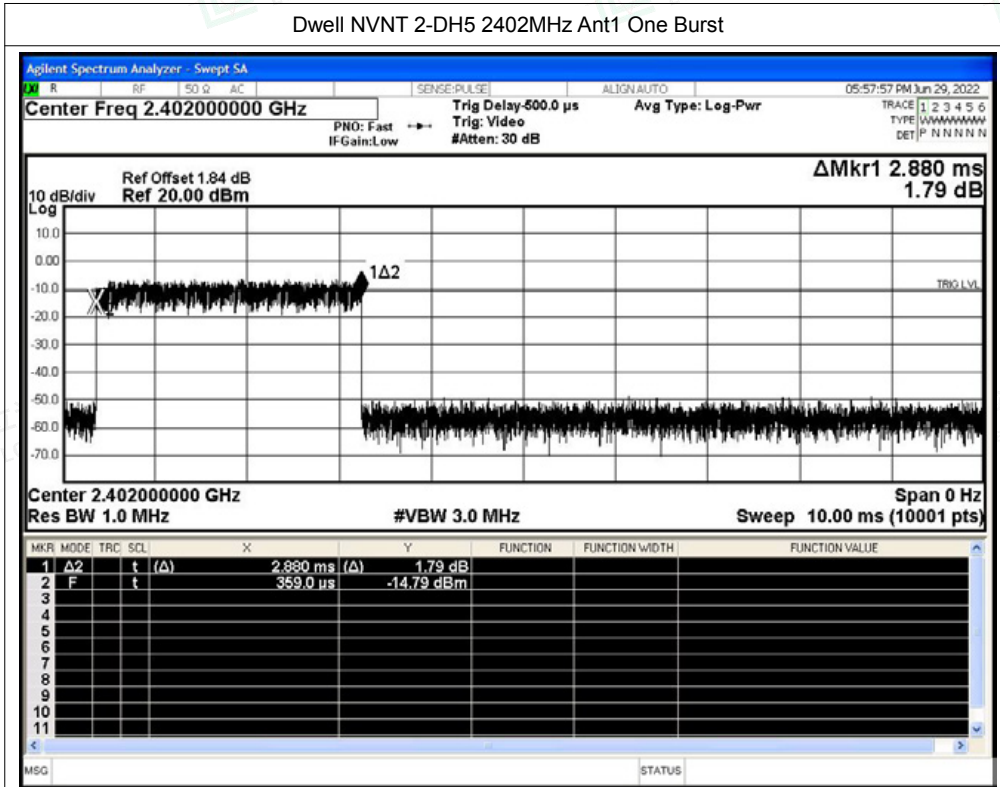 Dwell NVNT 2-DH5 2402MHz Ant1 One Burst
Agilent Spectrum Analyzer - Swept SA
R RF 50 Ω AC SENSE:PULSE ALIGN AUTO 05:57:57 PM Jun 29, 2022
Center Freq 2.402000000 GHz Trig Delay-500.0 µs Avg Type: Log-Pwr TRACE 1 2 3 4 5 6
PNO: Fast Trig: Video TYPE WWWWWW
IFGain:Low #Atten: 30 dB DET P N N N N N
ΔMkr1 2.880 ms
1.79 dB
Ref Offset 1.84 dB
10 dB/div Ref 20.00 dBm
Log
10.0
0.00
1Δ2
-10.0 TRIG LVL
-20.0
-30.0
-40.0
-50.0
-60.0
-70.0
Center 2.402000000 GHz Span 0 Hz
Res BW 1.0 MHz #VBW 3.0 MHz Sweep 10.00 ms (10001 pts)
MKR MODE TRC SCL X Y FUNCTION FUNCTION WIDTH FUNCTION VALUE
1 Δ2 t (Δ) 2.880 ms (Δ) 1.79 dB
2 F t 359.0 µs -14.79 dBm
3
4
5
6
7
8
9
10
11
MSG STATUS